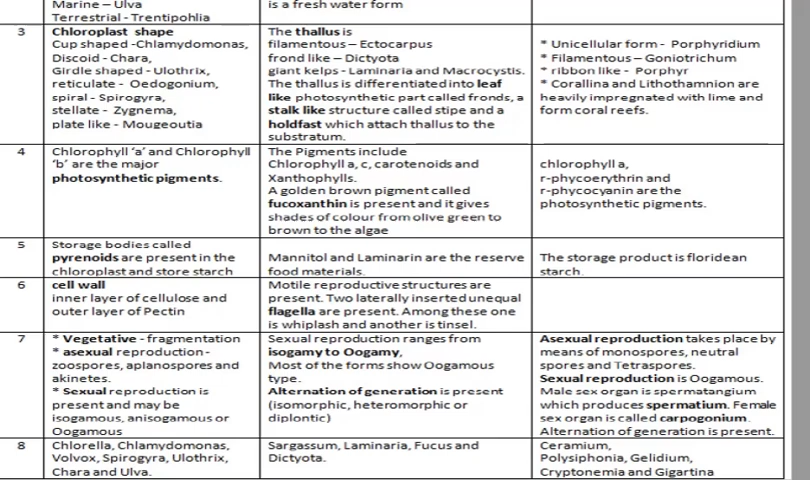 Marine – Ulva
Terrestrial - Trentipohlia
is a fresh water form
3
Chloroplast shape
Cup shaped -Chlamydomonas,
Discoid - Chara,
Girdle shaped - Ulothrix,
reticulate - Oedogonium,
spiral - Spirogyra,
stellate - Zygnema,
plate like - Mougeoutia
The thallus is
filamentous – Ectocarpus
frond like – Dictyota
giant kelps - Laminaria and Macrocystis.
The thallus is differentiated into leaf
like photosynthetic part called fronds, a
stalk like structure called stipe and a
holdfast which attach thallus to the
substratum.
* Unicellular form - Porphyridium
* Filamentous – Goniotrichum
* ribbon like - Porphyr
* Corallina and Lithothamnion are
heavily impregnated with lime and
form coral reefs.
4
Chlorophyll ‘a’ and Chlorophyll
‘b’ are the major
photosynthetic pigments.
The Pigments include
Chlorophyll a, c, carotenoids and
Xanthophylls.
A golden brown pigment called
fucoxanthin is present and it gives
shades of colour from olive green to
brown to the algae
chlorophyll a,
r-phycoerythrin and
r-phycocyanin are the
photosynthetic pigments.
5
Storage bodies called
pyrenoids are present in the
chloroplast and store starch
Mannitol and Laminarin are the reserve
food materials.
The storage product is floridean
starch.
6
cell wall
inner layer of cellulose and
outer layer of Pectin
Motile reproductive structures are
present. Two laterally inserted unequal
flagella are present. Among these one
is whiplash and another is tinsel.
7
* Vegetative - fragmentation
* asexual reproduction -
zoospores, aplanospores and
akinetes.
* Sexual reproduction is
present and may be
isogamous, anisogamous or
Oogamous
Sexual reproduction ranges from
isogamy to Oogamy,
Most of the forms show Oogamous
type.
Alternation of generation is present
(isomorphic, heteromorphic or
diplontic)
Asexual reproduction takes place by
means of monospores, neutral
spores and Tetraspores.
Sexual reproduction is Oogamous.
Male sex organ is spermatangium
which produces spermatium. Female
sex organ is called carpogonium.
Alternation of generation is present.
8
Chlorella, Chlamydomonas,
Volvox, Spirogyra, Ulothrix,
Chara and Ulva.
Sargassum, Laminaria, Fucus and
Dictyota.
Ceramium,
Polysiphonia, Gelidium,
Cryptonemia and Gigartina